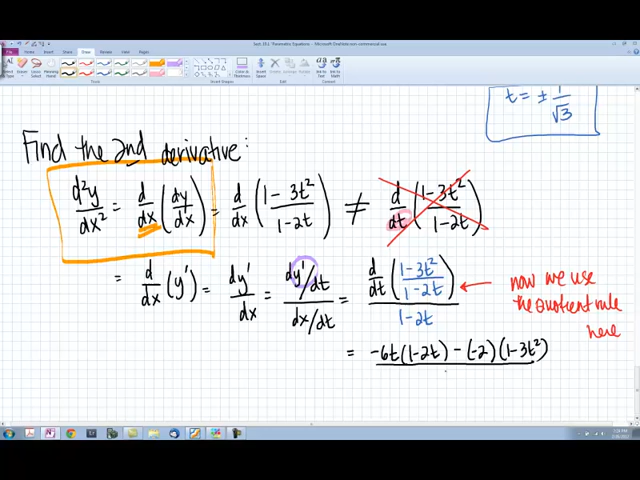 t = ± 1/√3
Find the 2nd derivative:
d²y/dx² = d/dx (dy/dx) = d/dx (1 - 3t²/1 - 2t) ≠ d/dt (1 - 3t²/1 - 2t)
= d/dx (y') = dy'/dx = dy'/dt / dx/dt = d/dt (1 - 3t²/1 - 2t) / 1 - 2t
now we use
the quotient rule
here
= -6t(1-2t) - (-2)(1-3t²)